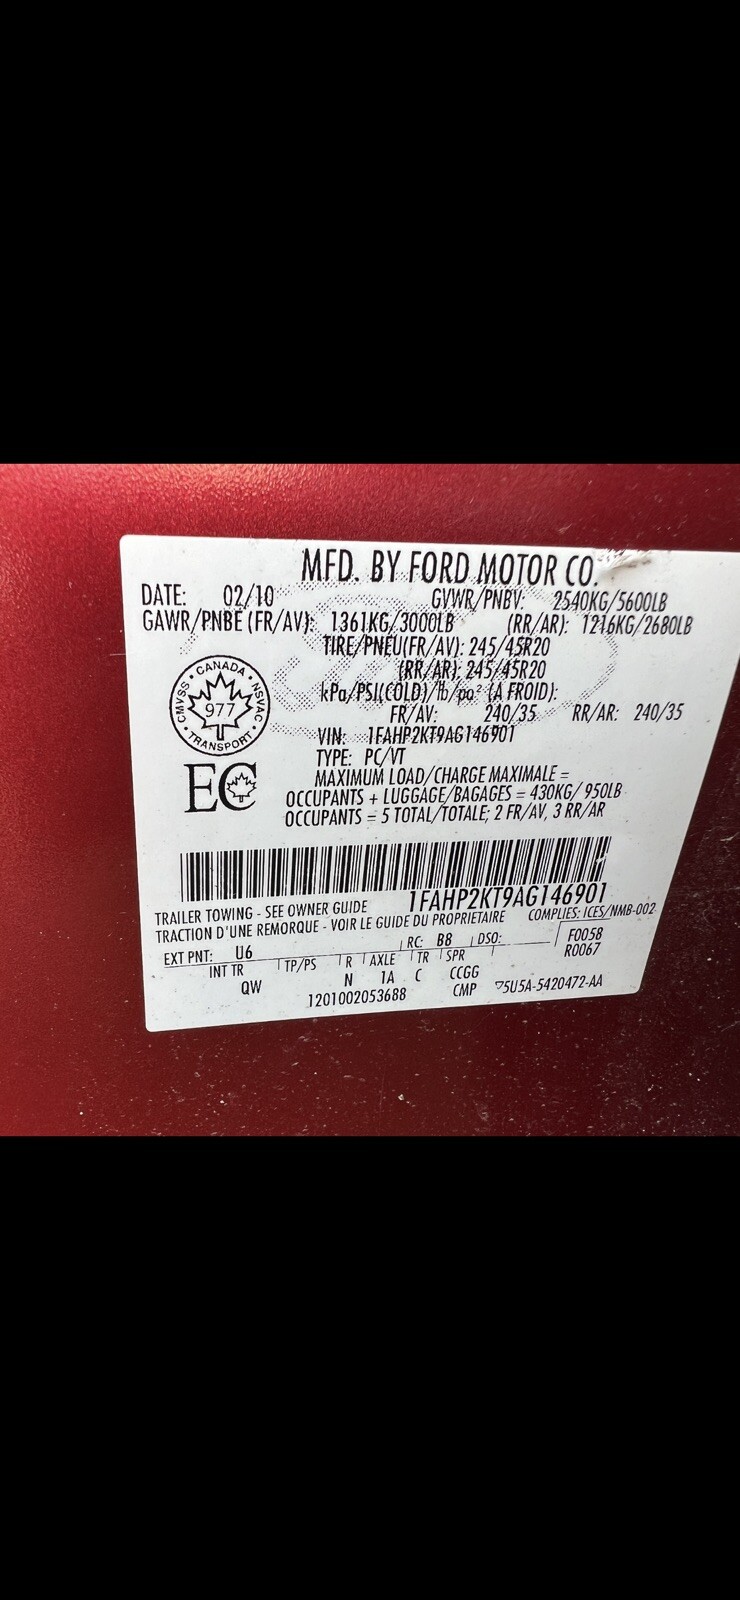 MFD. BY FORD MOTOR CO.
DATE: 02/10 GVWR/PNBV: 2540KG/5600LB
GAWR/PNBE (FR/AV): 1361KG/3000LB (RR/AR): 1216KG/2680LB
TIRE/PNEU(FR/AV): 245/45R20
(RR/AR): 245/45R20
kPa/PSI(COLD)/lb/po² (A FROID):
FR/AV: 240/35 RR/AR: 240/35
VIN: 1FAHP2KT9AG146901
TYPE: PC/VT
MAXIMUM LOAD/CHARGE MAXIMALE =
OCCUPANTS + LUGGAGE/BAGAGES = 430KG/ 950LB
OCCUPANTS = 5 TOTAL/TOTALE; 2 FR/AV, 3 RR/AR
CANADA
CMVSS NSVAC
977
TRANSPORT
EC
1FAHP2KT9AG146901
TRAILER TOWING - SEE OWNER GUIDE COMPLIES: ICES/NMB-002
TRACTION D'UNE REMORQUE - VOIR LE GUIDE DU PROPRIETAIRE
EXT PNT: U6 RC: B8 DSO: F0058
R0067
INT TR TP/PS R AXLE TR SPR
QW N 1A C CCGG
1201002053688 CMP ▽5U5A-5420472-AA